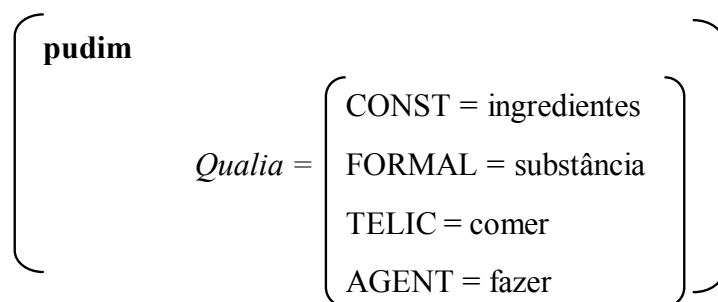 pudim
CONST = ingredientes
Qualia = FORMAL = substância
TELIC = comer
AGENT = fazer